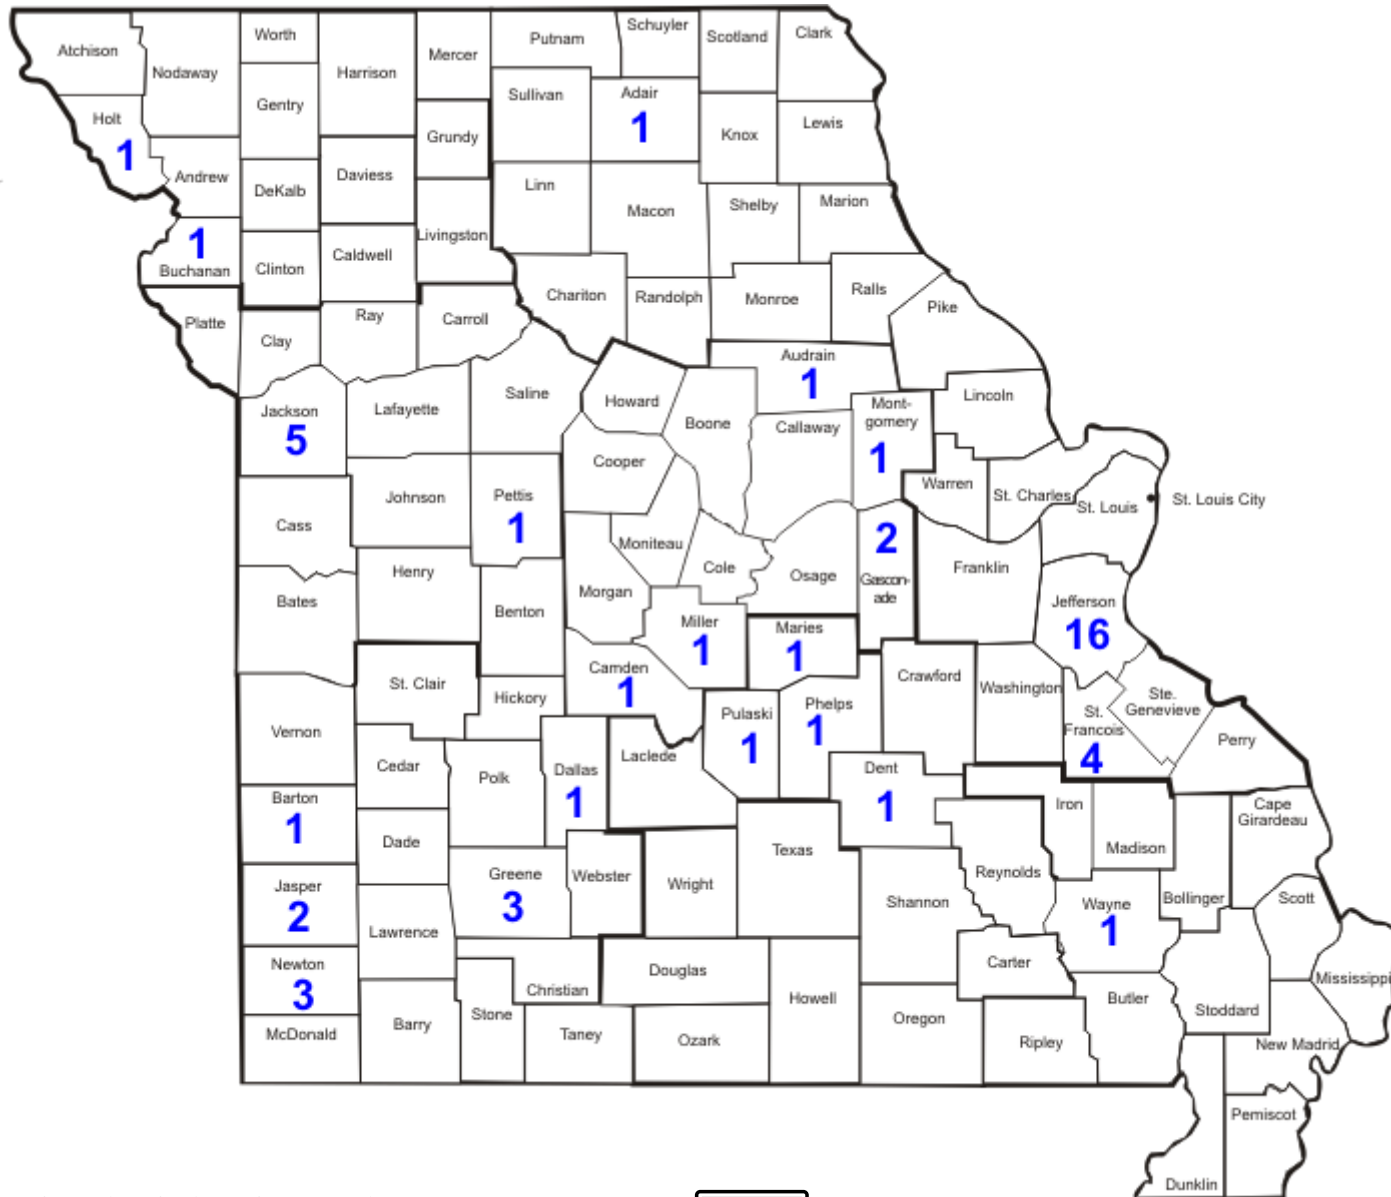 Atchison
Nodaway
Worth
Harrison
Mercer
Putnam
Schuyler
Scotland
Clark
Gentry
Sullivan
Adair
1
Knox
Lewis
Holt
1
Andrew
DeKalb
Daviess
Grundy
Linn
Macon
Shelby
Marion
1
Buchanan
Clinton
Caldwell
Livingston
Chariton
Randolph
Monroe
Ralls
Pike
Platte
Clay
Ray
Carroll
Audrain
1
Jackson
5
Lafayette
Saline
Howard
Boone
Callaway
Mont-
gomery
1
Lincoln
Cooper
Warren
St. Charles
St. Louis
St. Louis City
Cass
Johnson
Pettis
1
Moniteau
Cole
Osage
2
Gascon-
ade
Franklin
Jefferson
16
Bates
Henry
Benton
Morgan
Miller
1
Maries
1
Camden
1
St. Clair
Hickory
Pulaski
1
Phelps
1
Crawford
Washington
St.
Francois
4
Ste.
Genevieve
Perry
Vernon
Cedar
Polk
Dallas
1
Laclede
Dent
1
Iron
Madison
Cape
Girardeau
Barton
1
Dade
Greene
3
Webster
Wright
Texas
Shannon
Reynolds
Wayne
1
Bollinger
Scott
Jasper
2
Lawrence
Newton
3
Christian
Douglas
Howell
Carter
Butler
Stoddard
Mississippi
McDonald
Barry
Stone
Taney
Ozark
Oregon
Ripley
New Madrid
Pemiscot
Dunklin